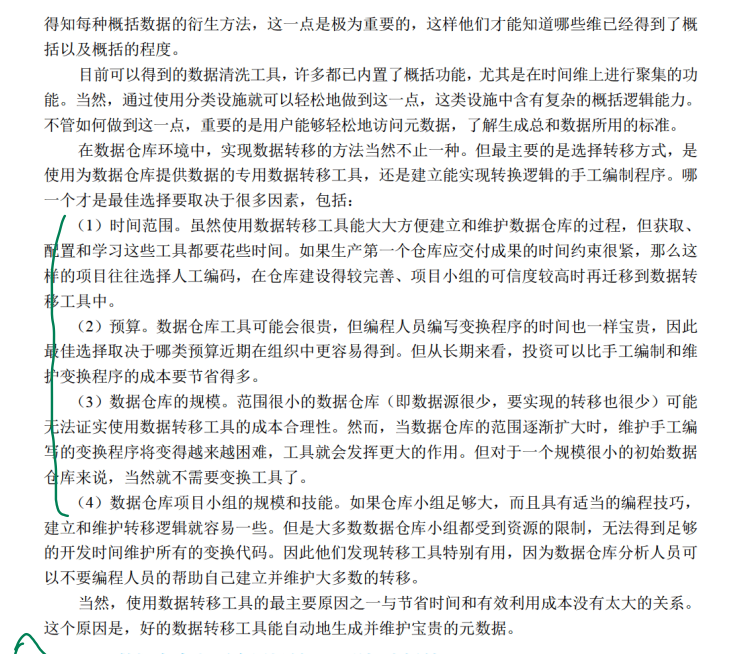 得知每种概括数据的衍生方法，这一点是极为重要的，这样他们才能知道哪些维已经得到了概
括以及概括的程度。
目前可以得到的数据清洗工具，许多都已内置了概括功能，尤其是在时间维上进行聚集的功
能。当然，通过使用分类设施就可以轻松地做到这一点，这类设施中含有复杂的概括逻辑能力。
不管如何做到这一点，重要的是用户能够轻松地访问元数据，了解生成总和数据所用的标准。
在数据仓库环境中，实现数据转移的方法当然不止一种。但最主要的是选择转移方式，是
使用为数据仓库提供数据的专用数据转移工具，还是建立能实现转换逻辑的手工编制程序。哪
一个才是最佳选择要取决于很多因素，包括:
（1）时间范围。虽然使用数据转移工具能大大方便建立和维护数据仓库的过程，但获取、
配置和学习这些工具都要花些时间。如果生产第一个仓库应交付成果的时间约束很紧，那么这
样的项目往往选择人工编码，在仓库建设得较完善、项目小组的可信度较高时再迁移到数据转
移工具中。
（2）预算。数据仓库工具可能会很贵，但编程人员编写变换程序的时间也一样宝贵，因此
最佳选择取决于哪类预算近期在组织中更容易得到。但从长期来看，投资可以比手工编制和维
护变换程序的成本要节省得多。
（3）数据仓库的规模。范围很小的数据仓库（即数据源很少，要实现的转移也很少）可能
无法证实使用数据转移工具的成本合理性。然而，当数据仓库的范围逐渐扩大时，维护手工编
写的变换程序将变得越来越困难，工具就会发挥更大的作用。但对于一个规模很小的初始数据
仓库来说，当然就不需要变换工具了。
（4）数据仓库项目小组的规模和技能。如果仓库小组足够大，而且具有适当的编程技巧，
建立和维护转移逻辑就容易一些。但是大多数数据仓库小组都受到资源的限制，无法得到足够
的开发时间维护所有的变换代码。因此他们发现转移工具特别有用，因为数据仓库分析人员可
以不要编程人员的帮助自己建立并维护大多数的转移。
当然，使用数据转移工具的最主要原因之一与节省时间和有效利用成本没有太大的关系。
这个原因是，好的数据转移工具能自动地生成并维护宝贵的元数据。